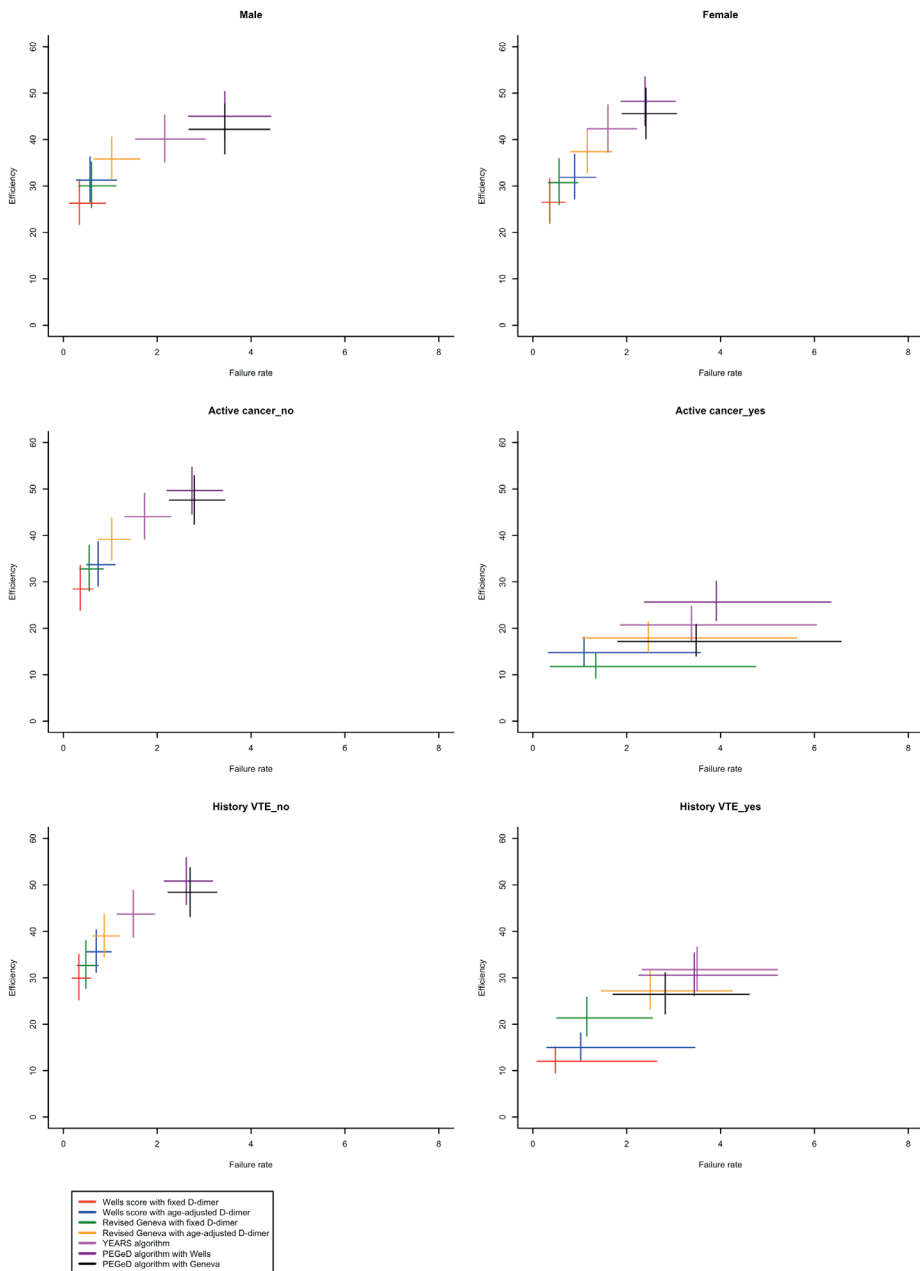 Male
Female
Efficiency
60
50
40
30
20
10
0
0 2 4 6 8
Failure rate
Efficiency
60
50
40
30
20
10
0
0 2 4 6 8
Failure rate
Active cancer_no
Active cancer_yes
Efficiency
60
50
40
30
20
10
0
0 2 4 6 8
Failure rate
Efficiency
60
50
40
30
20
10
0
0 2 4 6 8
Failure rate
History VTE_no
History VTE_yes
Efficiency
60
50
40
30
20
10
0
0 2 4 6 8
Failure rate
Efficiency
60
50
40
30
20
10
0
0 2 4 6 8
Failure rate
Wells score with fixed D-dimer
Wells score with age-adjusted D-dimer
Revised Geneva with fixed D-dimer
Revised Geneva with age-adjusted D-dimer
YEARS algorithm
PEGeD algorithm with Wells
PEGeD algorithm with Geneva